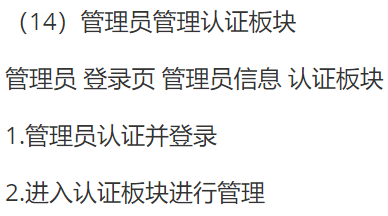 （14）管理员管理认证板块
管理员 登录页 管理员信息 认证板块
1.管理员认证并登录
2.进入认证板块进行管理